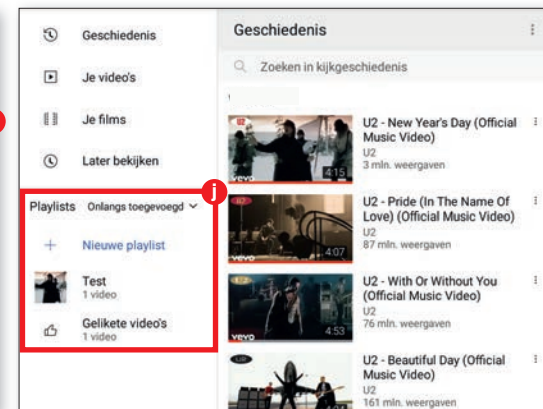 Geschiedenis
Je video's
Je films
Later bekijken
j
Playlists Onlangs toegevoegd
Nieuwe playlist
Test
1 video
Gelikete video's
1 video
Geschiedenis
Zoeken in kijkgeschiedenis
U2
vevo
4:15
U2 - New Year's Day (Official
Music Video)
U2
3 mln. weergaven
U2
vevo
4:07
U2 - Pride (In The Name Of
Love) (Official Music Video)
U2
87 mln. weergaven
U2
vevo
4:53
U2 - With Or Without You
(Official Music Video)
U2
76 mln. weergaven
U2 - Beautiful Day (Official
Music Video)
U2
161 mln. weergaven